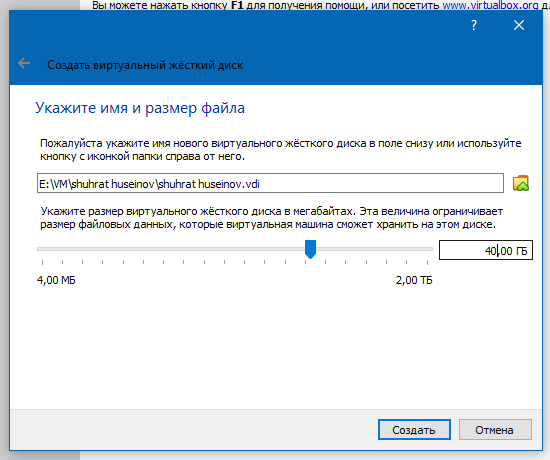 Вы можете нажать кнопку F1 для получения помощи, или посетить www.virtualbox.org дл
?
Создать виртуальный жёсткий диск
Укажите имя и размер файла
Пожалуйста укажите имя нового виртуального жёсткого диска в поле снизу или используйте
кнопку с иконкой папки справа от него.
E:\VM\shuhrat huseinov\shuhrat huseinov.vdi
Укажите размер виртуального жёсткого диска в мегабайтах. Эта величина ограничивает
размер файловых данных, которые виртуальная машина сможет хранить на этом диске.
40,00 ГБ
4,00 МБ 2,00 ТБ
Создать Отмена